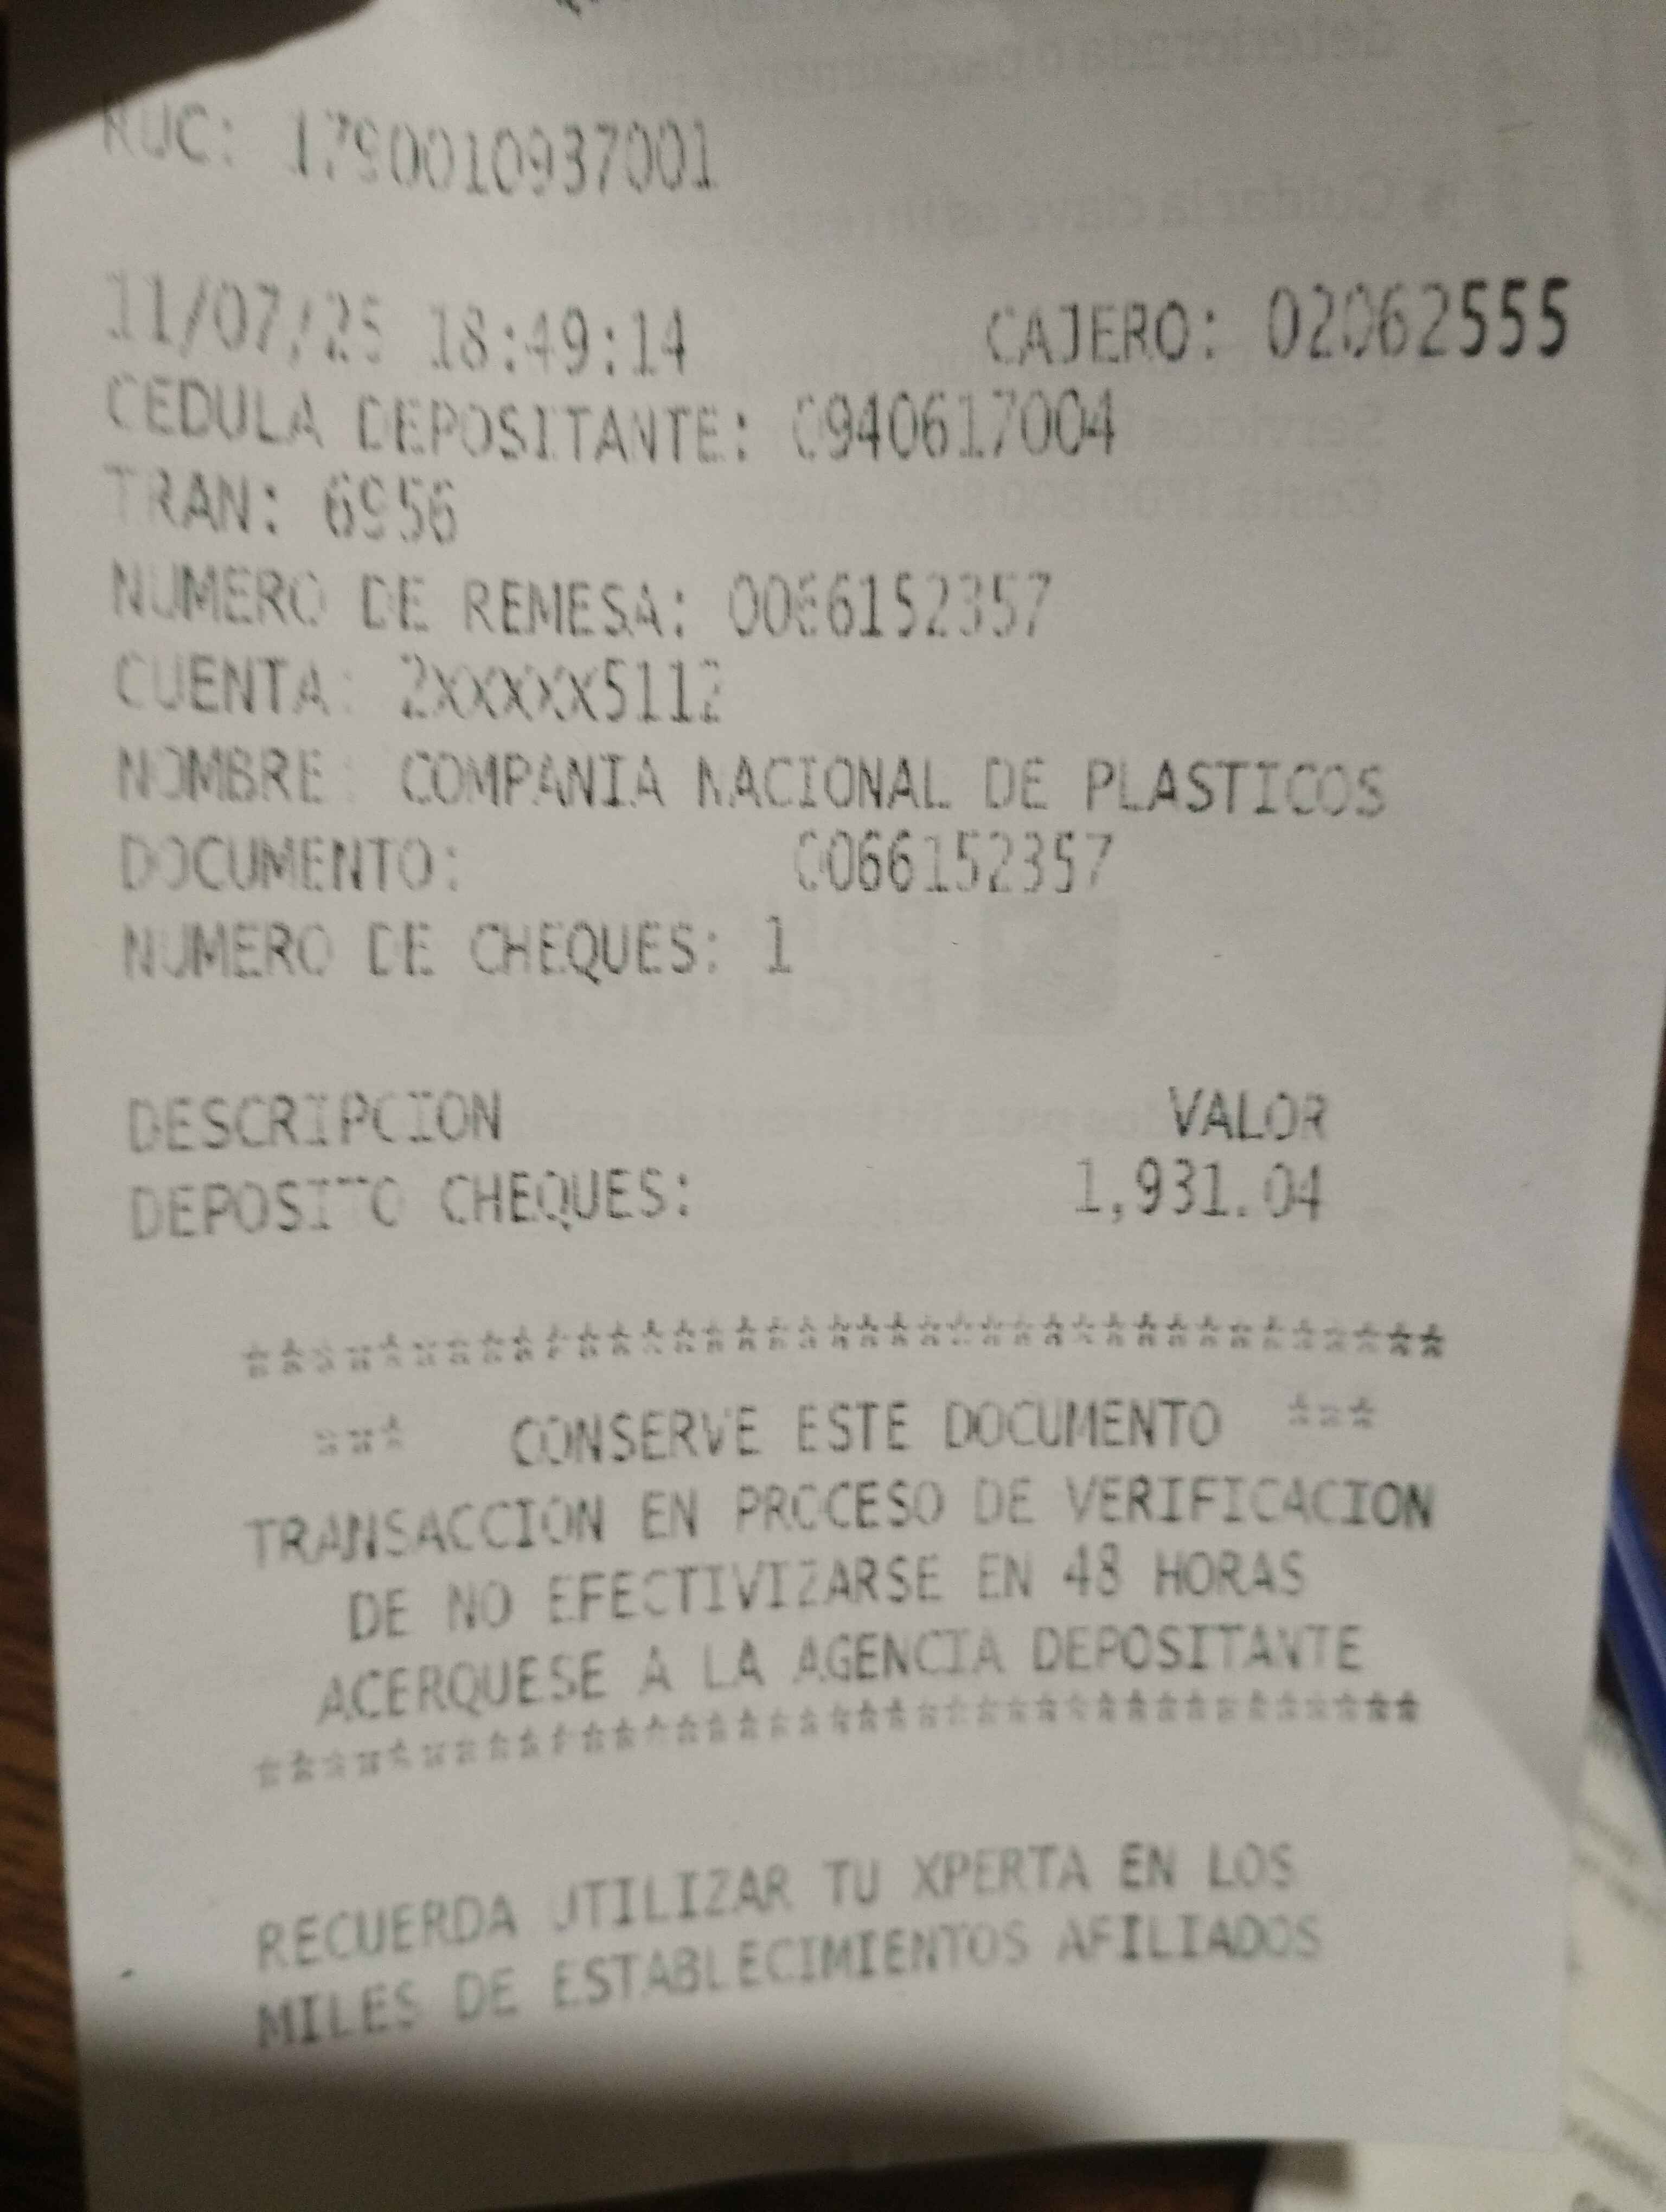 RUC: 1790010937001
11/07/25 18:49:14 CAJERO: 02062555
CEDULA DEPOSITANTE: 0940617004
TRAN: 6956
NUMERO DE REMESA: 0066152357
CUENTA: 2XXXXX5112
NOMBRE: COMPANIA NACIONAL DE PLASTICOS
DOCUMENTO: 0066152357
NUMERO DE CHEQUES: 1
DESCRIPCION VALOR
DEPOSITO CHEQUES: 1,931.04
***************************************
*** CONSERVE ESTE DOCUMENTO ***
TRANSACCION EN PROCESO DE VERIFICACION
DE NO EFECTIVIZARSE EN 48 HORAS
ACERQUESE A LA AGENCIA DEPOSITANTE
**************************************
RECUERDA UTILIZAR TU XPERTA EN LOS
MILES DE ESTABLECIMIENTOS AFILIADOS